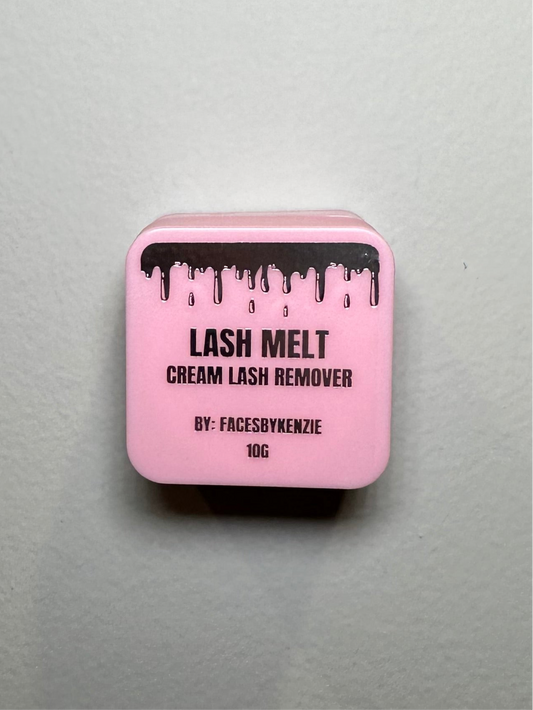 LASH MELT
CREAM LASH REMOVER
BY: FACESBYKENZIE
10G